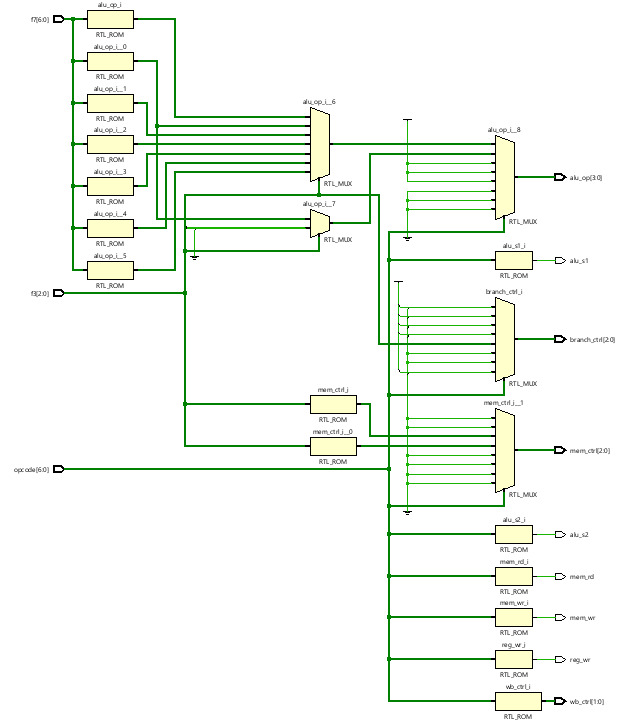 alu_op_i
f7[6:0]
RTL_ROM
alu_op_i__0
RTL_ROM
alu_op_i__1
RTL_ROM
alu_op_i__2
RTL_ROM
alu_op_i__3
RTL_ROM
alu_op_i__4
RTL_ROM
alu_op_i__5
RTL_ROM
f3[2:0]
opcode[6:0]
alu_op_i__6
RTL_MUX
alu_op_i__7
RTL_MUX
mem_ctrl_i
RTL_ROM
mem_ctrl_i__0
RTL_ROM
alu_op_i__8
alu_op[3:0]
RTL_MUX
alu_s1_i
alu_s1
RTL_ROM
branch_ctrl_i
branch_ctrl[2:0]
RTL_MUX
mem_ctrl_i__1
mem_ctrl[2:0]
RTL_MUX
alu_s2_i
alu_s2
RTL_ROM
mem_rd_i
mem_rd
RTL_ROM
mem_wr_i
mem_wr
RTL_ROM
reg_wr_i
reg_wr
RTL_ROM
wb_ctrl_i
wb_ctrl[1:0]
RTL_ROM